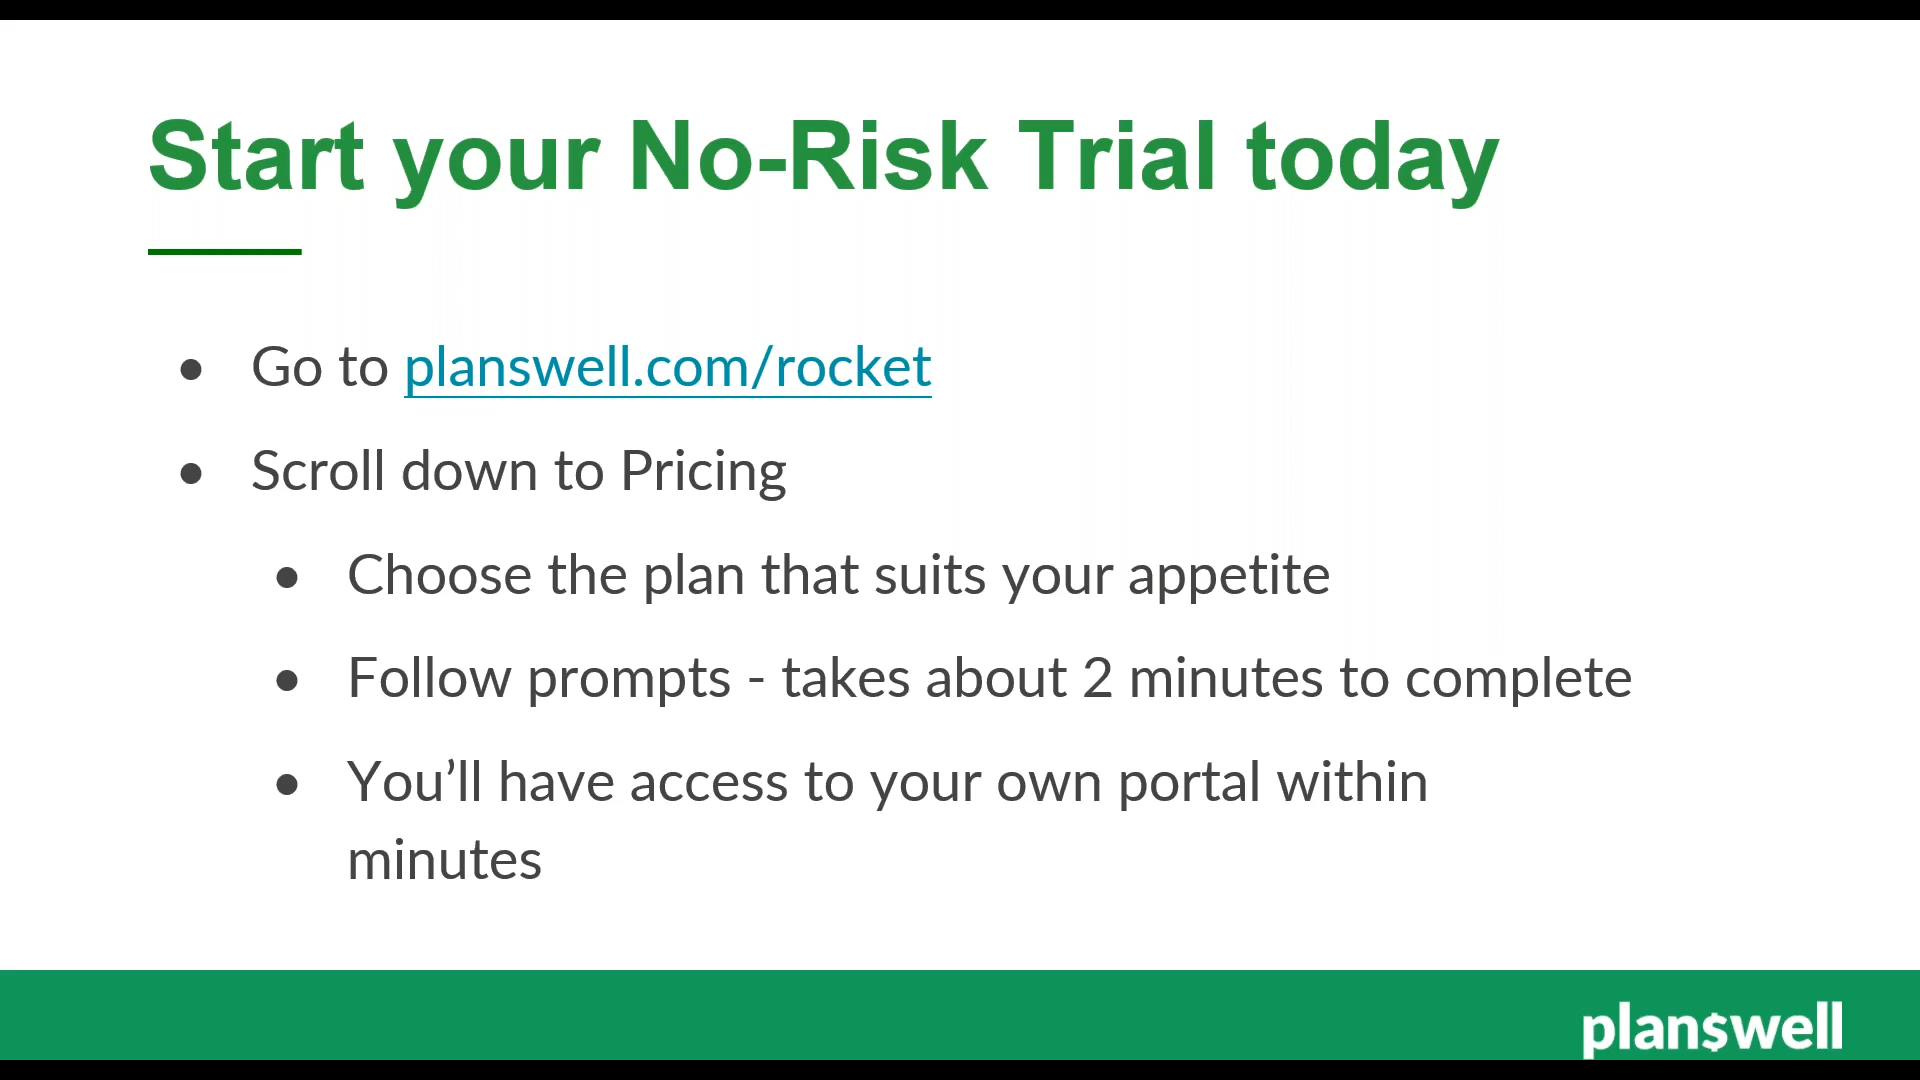 Start your No-Risk Trial today
● Go to planswell.com/rocket
● Scroll down to Pricing
● Choose the plan that suits your appetite
● Follow prompts - takes about 2 minutes to complete
● You’ll have access to your own portal within
minutes
plan$well